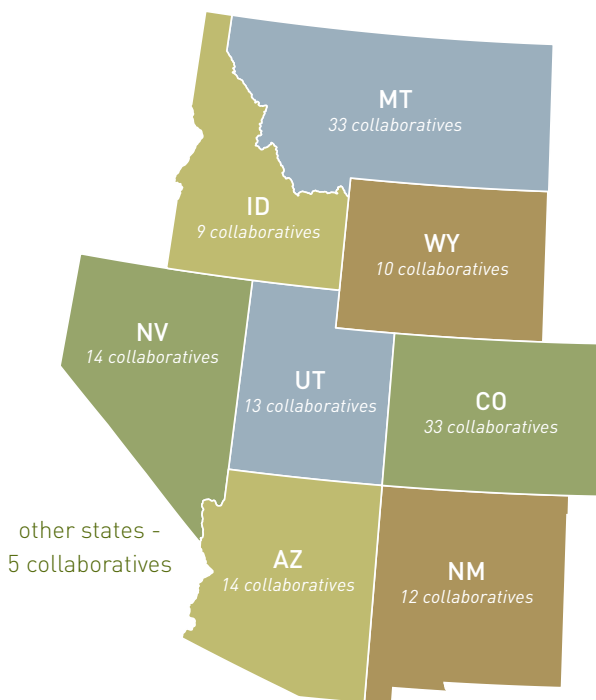 MT
33 collaboratives
ID
9 collaboratives
WY
10 collaboratives
NV
14 collaboratives
UT
13 collaboratives
CO
33 collaboratives
other states -
5 collaboratives
AZ
14 collaboratives
NM
12 collaboratives